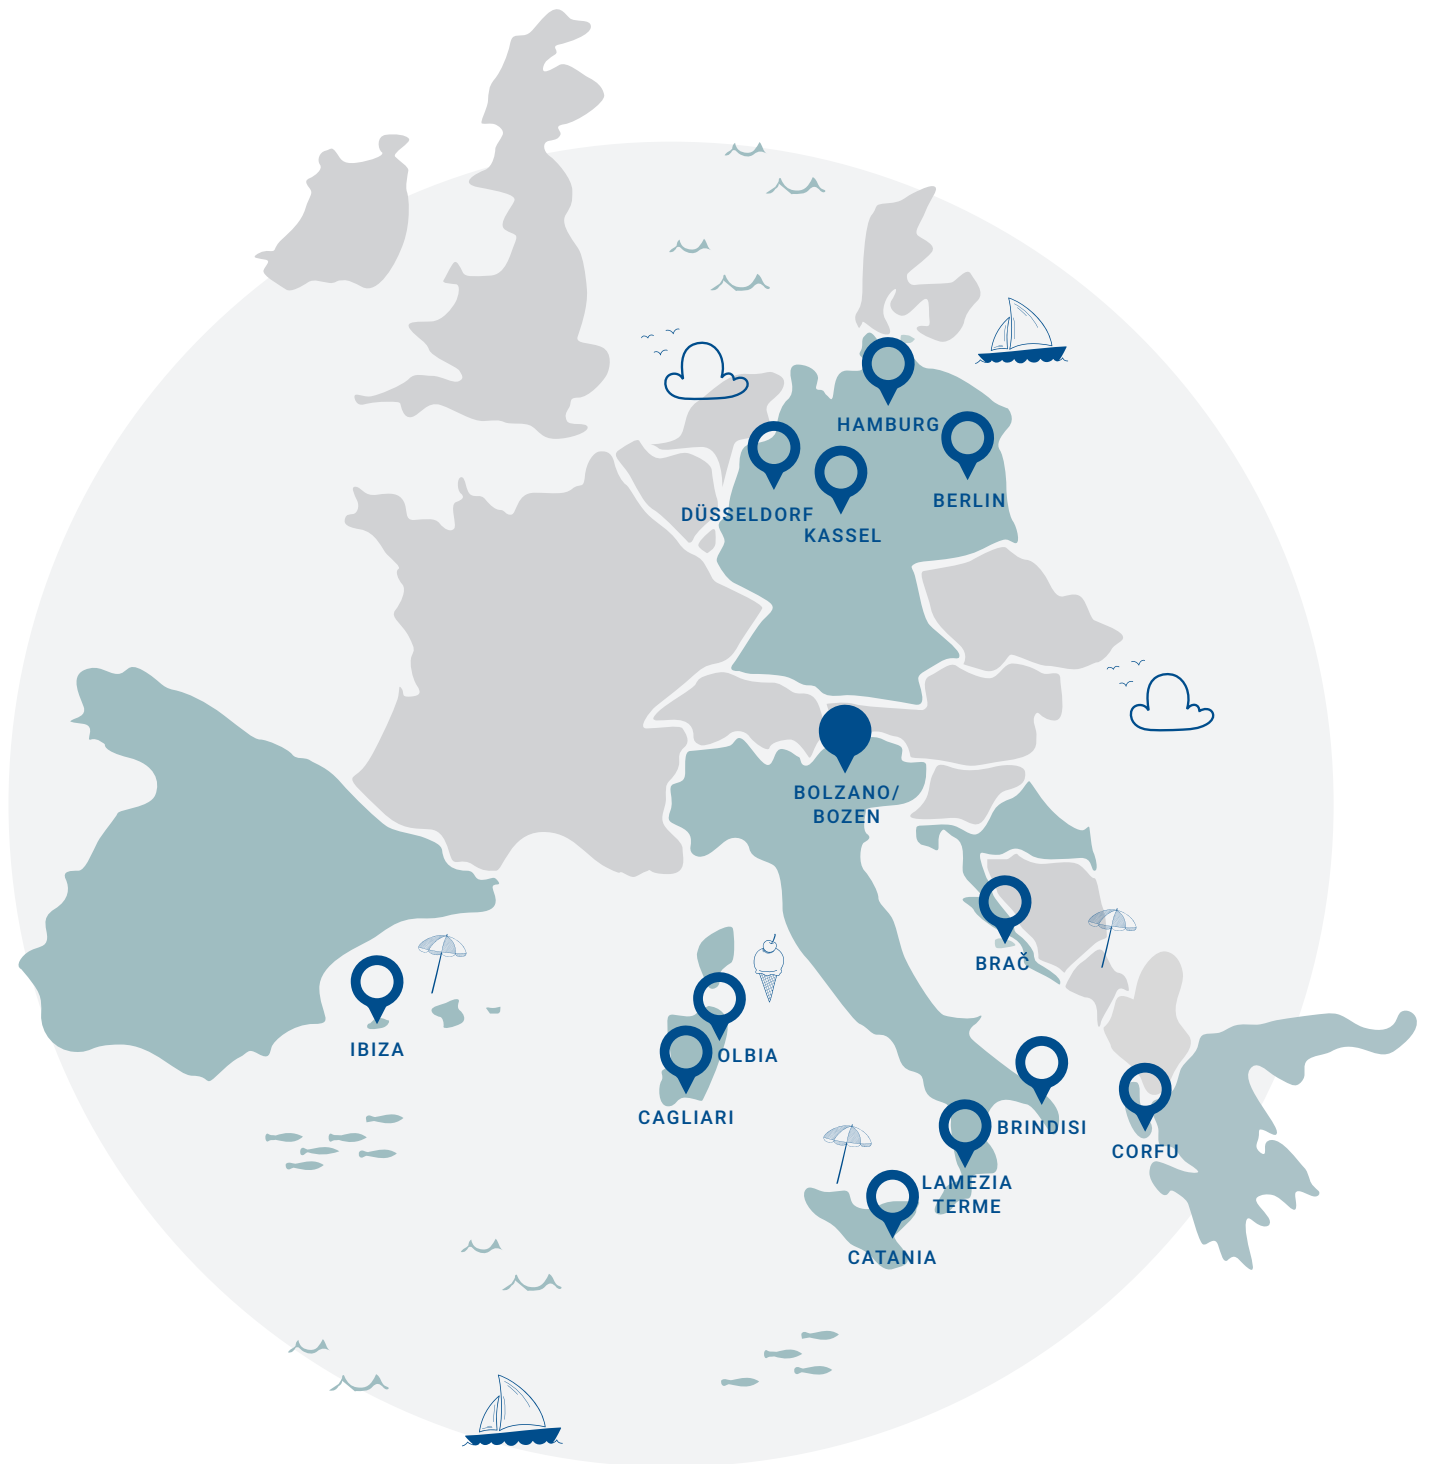 HAMBURG
BERLIN
DÜSSELDORF
KASSEL
BOLZANO/
BOZEN
BRAČ
IBIZA
OLBIA
CAGLIARI
BRINDISI
CORFU
LAMEZIA
TERME
CATANIA